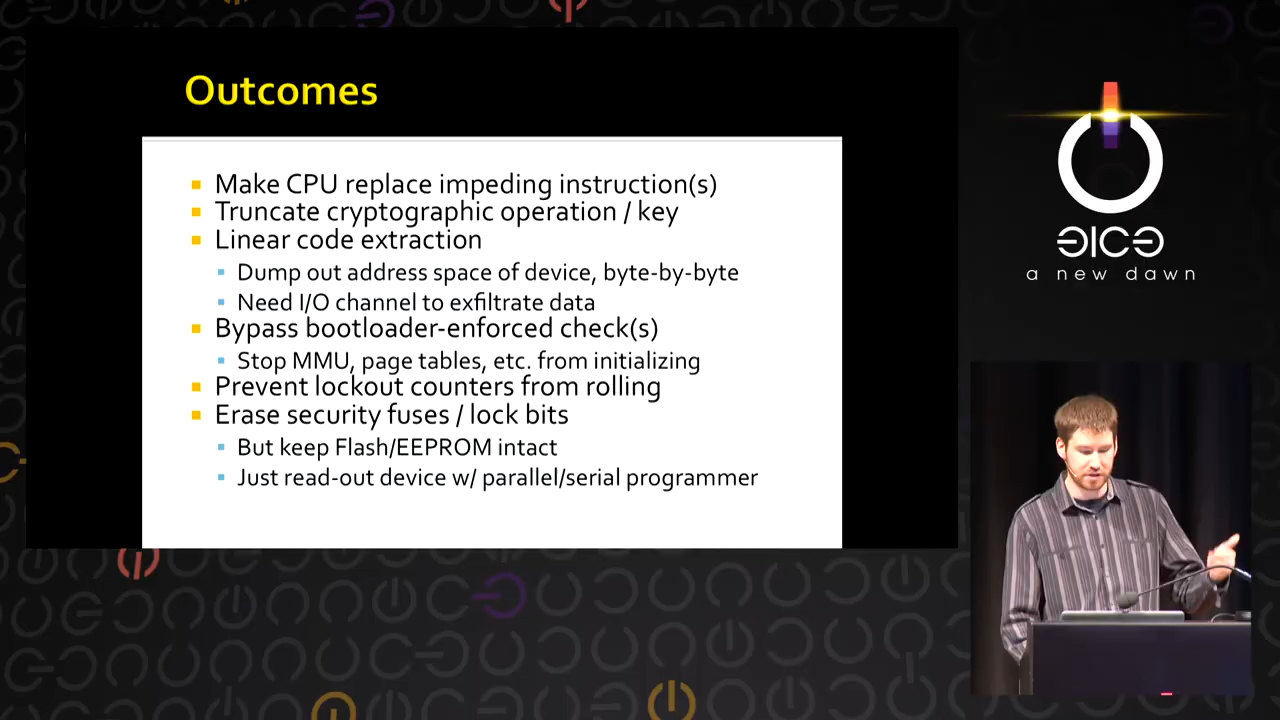 Outcomes
Make CPU replace impeding instruction(s)
Truncate cryptographic operation / key
Linear code extraction
Dump out address space of device, byte-by-byte
Need I/O channel to exfiltrate data
Bypass bootloader-enforced check(s)
Stop MMU, page tables, etc. from initializing
Prevent lockout counters from rolling
Erase security fuses / lock bits
But keep Flash/EEPROM intact
Just read-out device w/ parallel/serial programmer
a new dawn